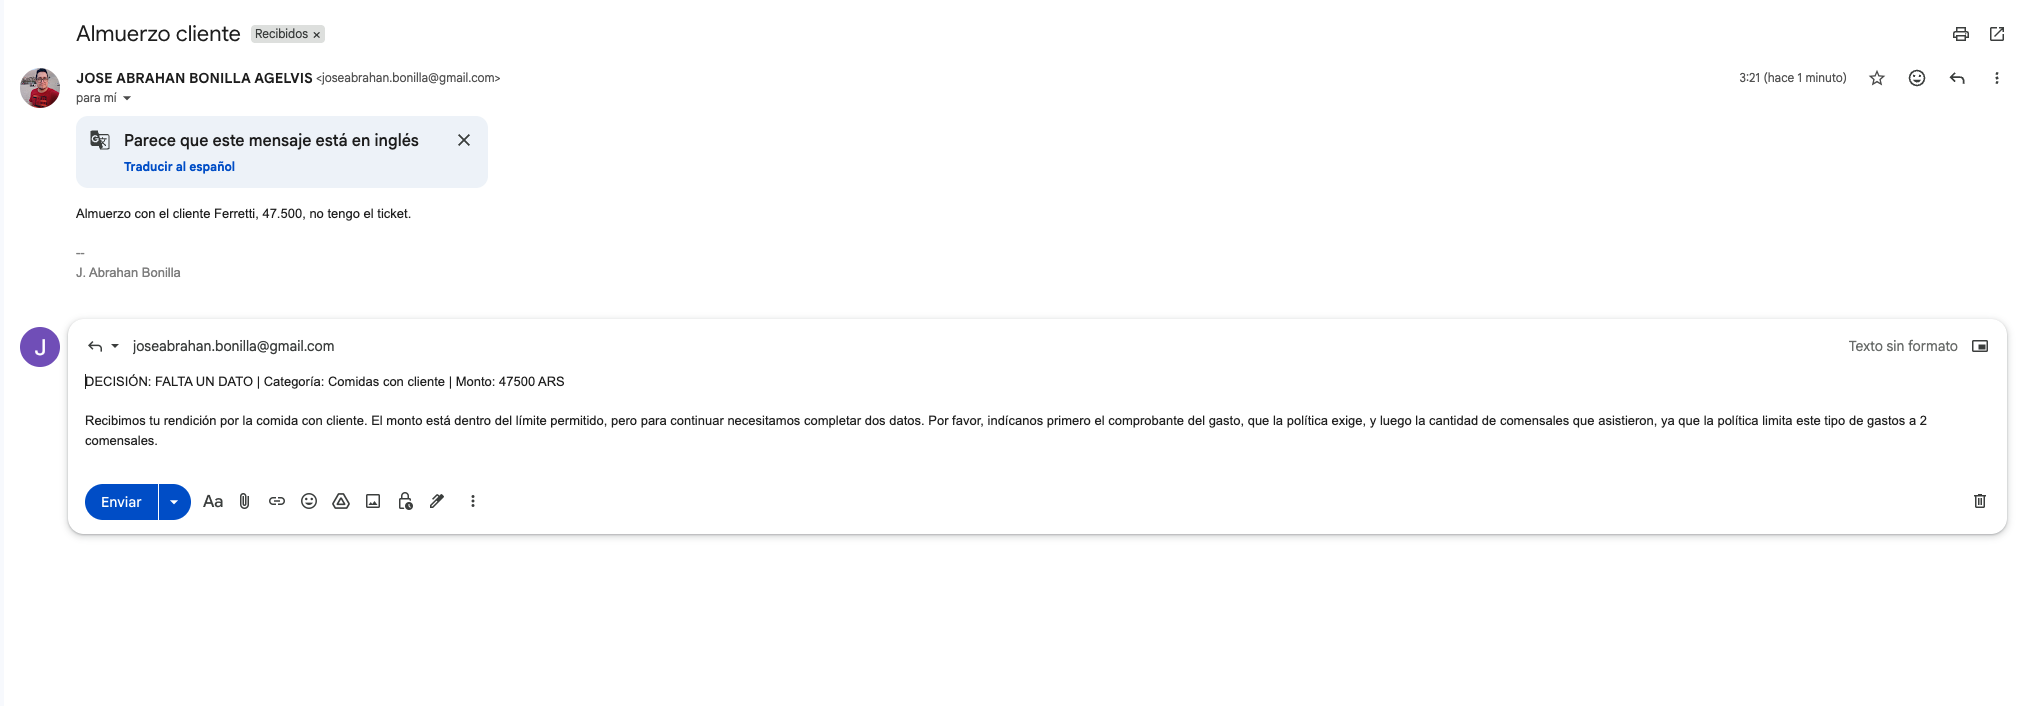 Almuerzo cliente Recibidos ×
JOSE ABRAHAN BONILLA AGELVIS <joseabrahan.bonilla@gmail.com> 3:21 (hace 1 minuto)
para mí
Parece que este mensaje está en inglés
Traducir al español
Almuerzo con el cliente Ferretti, 47.500, no tengo el ticket.
--
J. Abrahan Bonilla
J joseabrahan.bonilla@gmail.com Texto sin formato
DECISIÓN: FALTA UN DATO | Categoría: Comidas con cliente | Monto: 47500 ARS
Recibimos tu rendición por la comida con cliente. El monto está dentro del límite permitido, pero para continuar necesitamos completar dos datos. Por favor, indícanos primero el comprobante del gasto, que la política exige, y luego la cantidad de comensales que asistieron, ya que la política limita este tipo de gastos a 2
comensales.
Enviar Aa